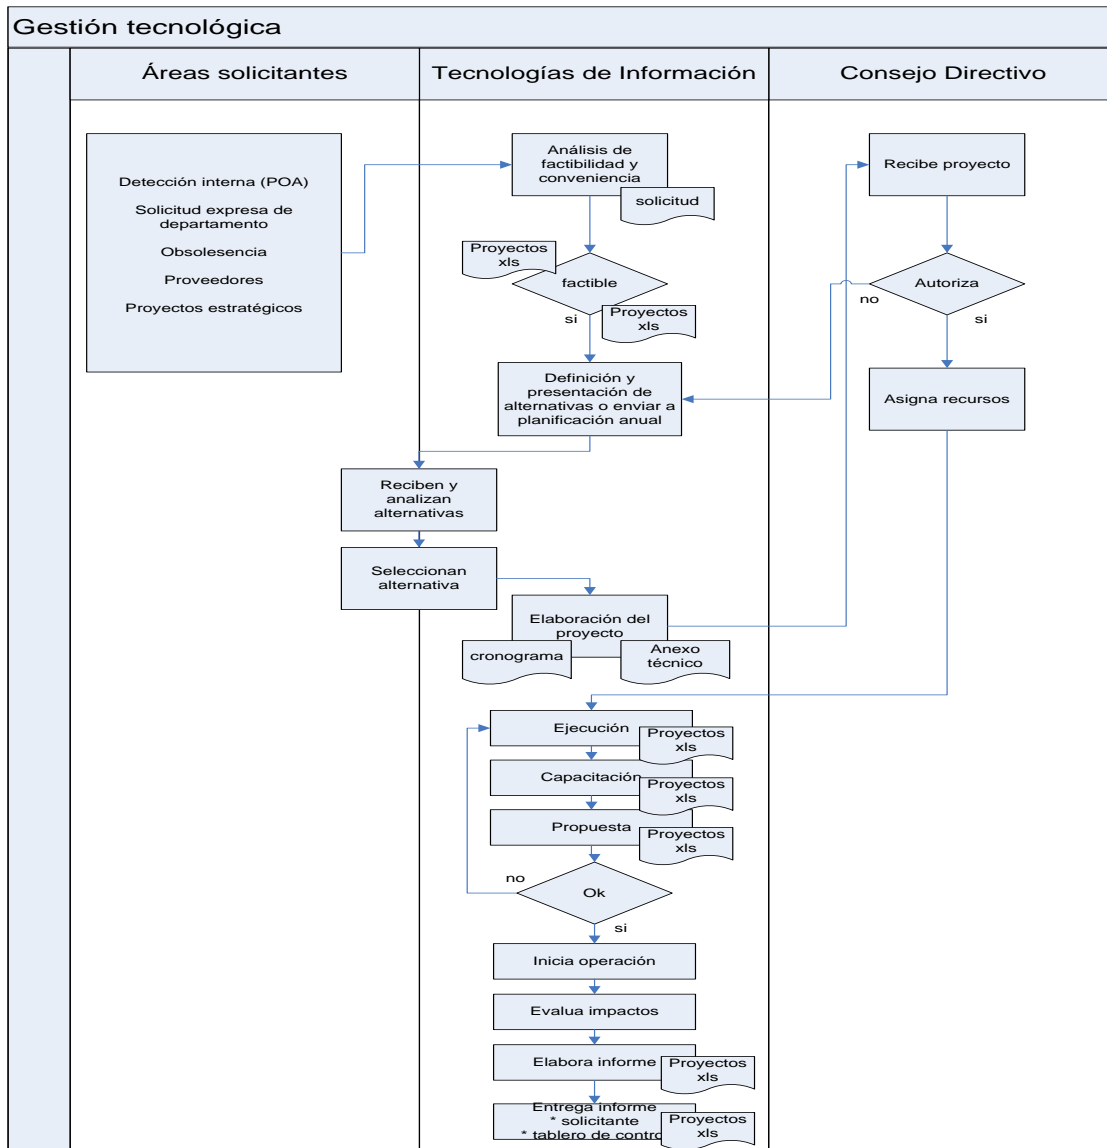 Gestión tecnológica
Áreas solicitantes
Tecnologías de Información
Consejo Directivo
Detección interna (POA)
Solicitud expresa de
departamento
Obsolesencia
Proveedores
Proyectos estratégicos
Análisis de
factibilidad y
conveniencia
solicitud
Proyectos
xls
factible
si
Proyectos
xls
Definición y
presentación de
alternativas o enviar a
planificación anual
Recibe proyecto
Autoriza
no
si
Asigna recursos
Reciben y
analizan
alternativas
Seleccionan
alternativa
Elaboración del
proyecto
cronograma
Anexo
técnico
Ejecución
Proyectos
xls
Capacitación
Proyectos
xls
Propuesta
Proyectos
xls
no
Ok
si
Inicia operación
Evalua impactos
Elabora informe
Proyectos
xls
Entrega informe
* solicitante
* tablero de contro
Proyectos
xls